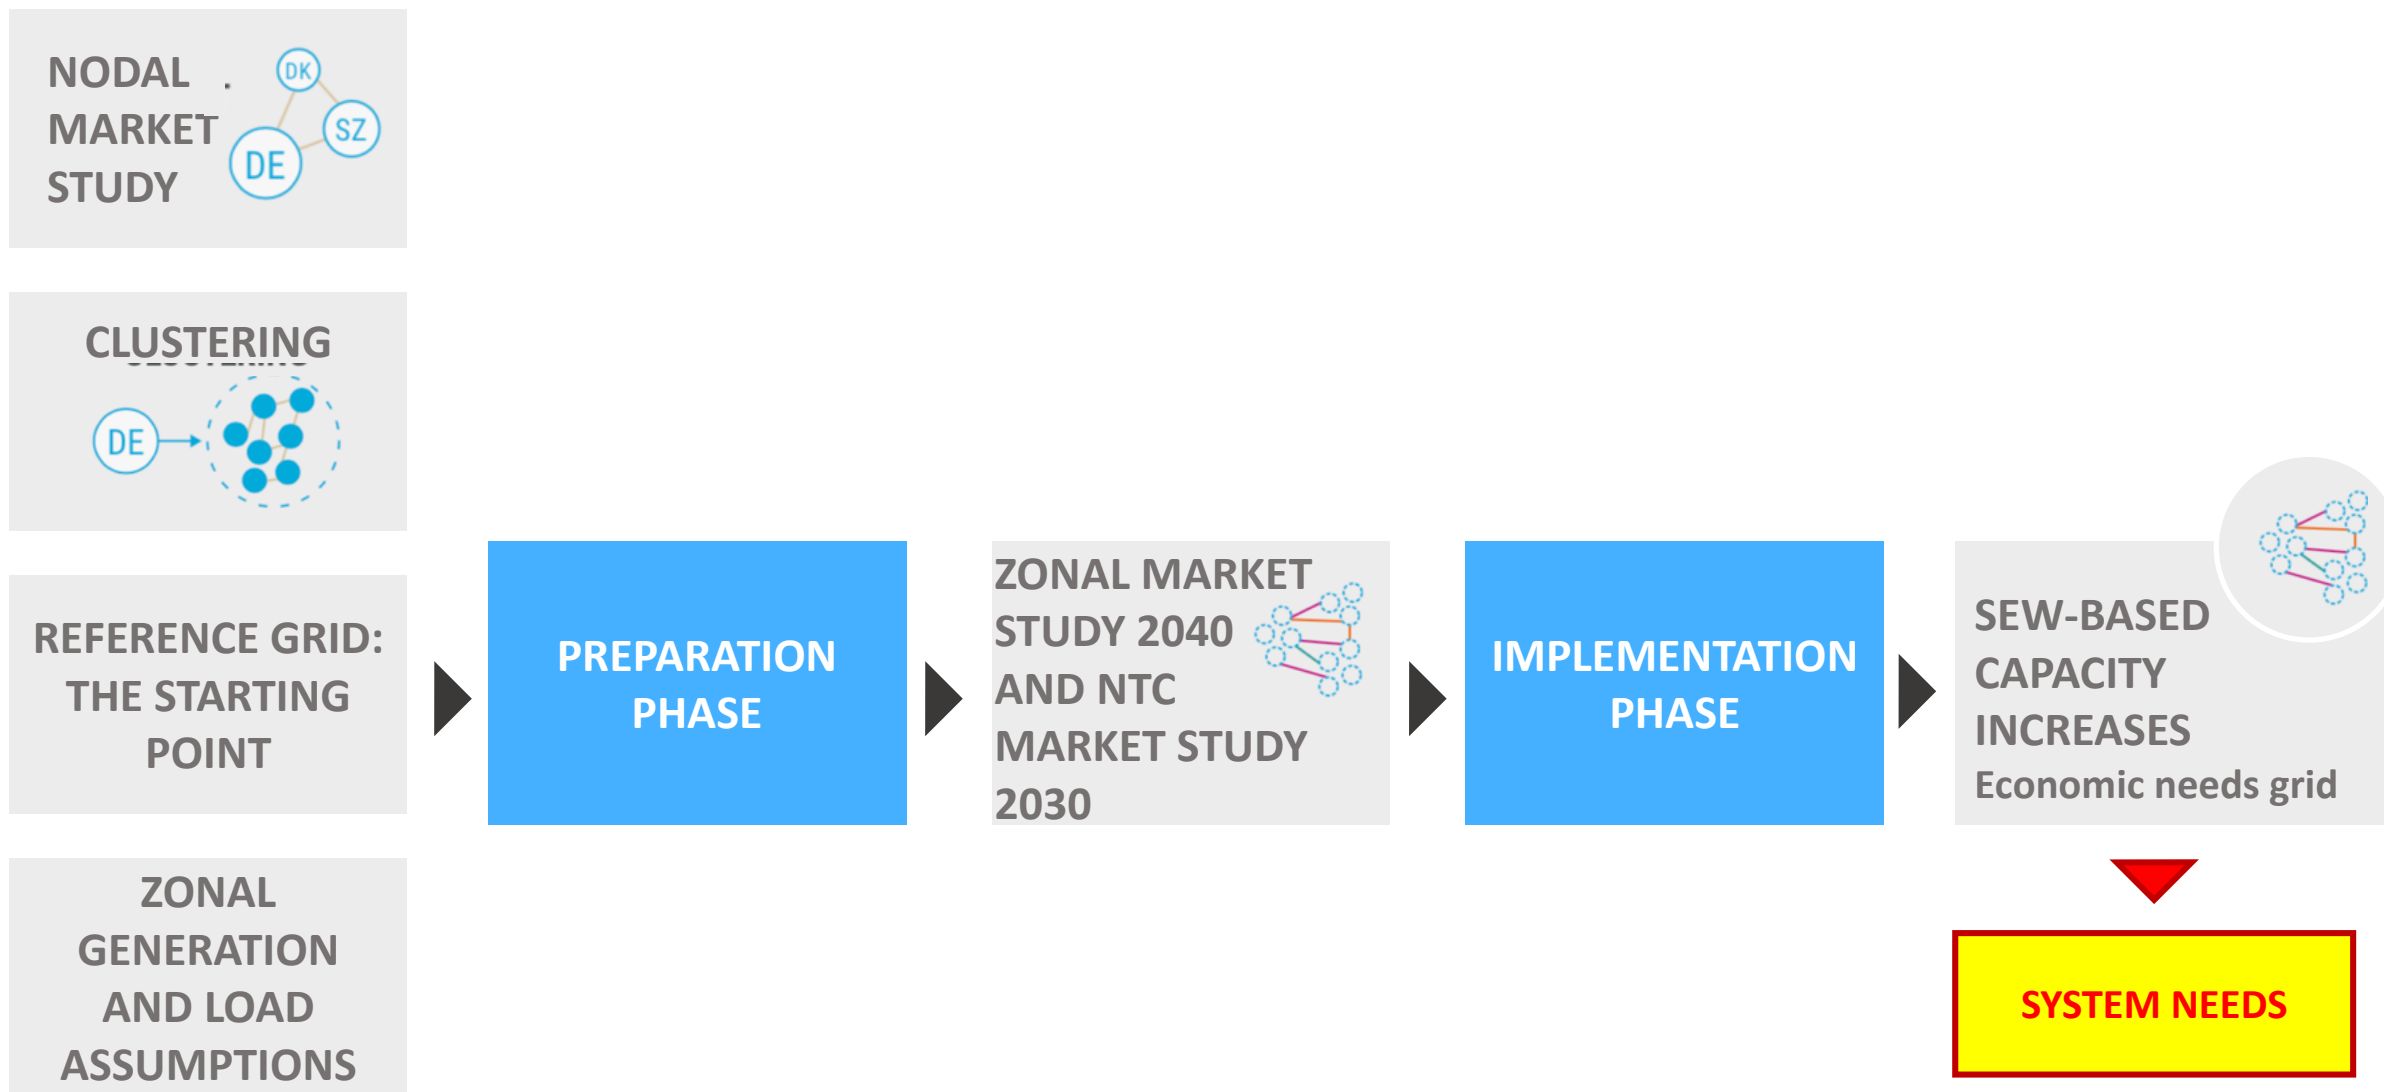 NODAL
MARKET
STUDY
DK
SZ
DE
CLUSTERING
DE
REFERENCE GRID:
THE STARTING
POINT
ZONAL
GENERATION
AND LOAD
ASSUMPTIONS
PREPARATION
PHASE
ZONAL MARKET
STUDY 2040
AND NTC
MARKET STUDY
2030
IMPLEMENTATION
PHASE
SEW-BASED
CAPACITY
INCREASES
Economic needs grid
SYSTEM NEEDS